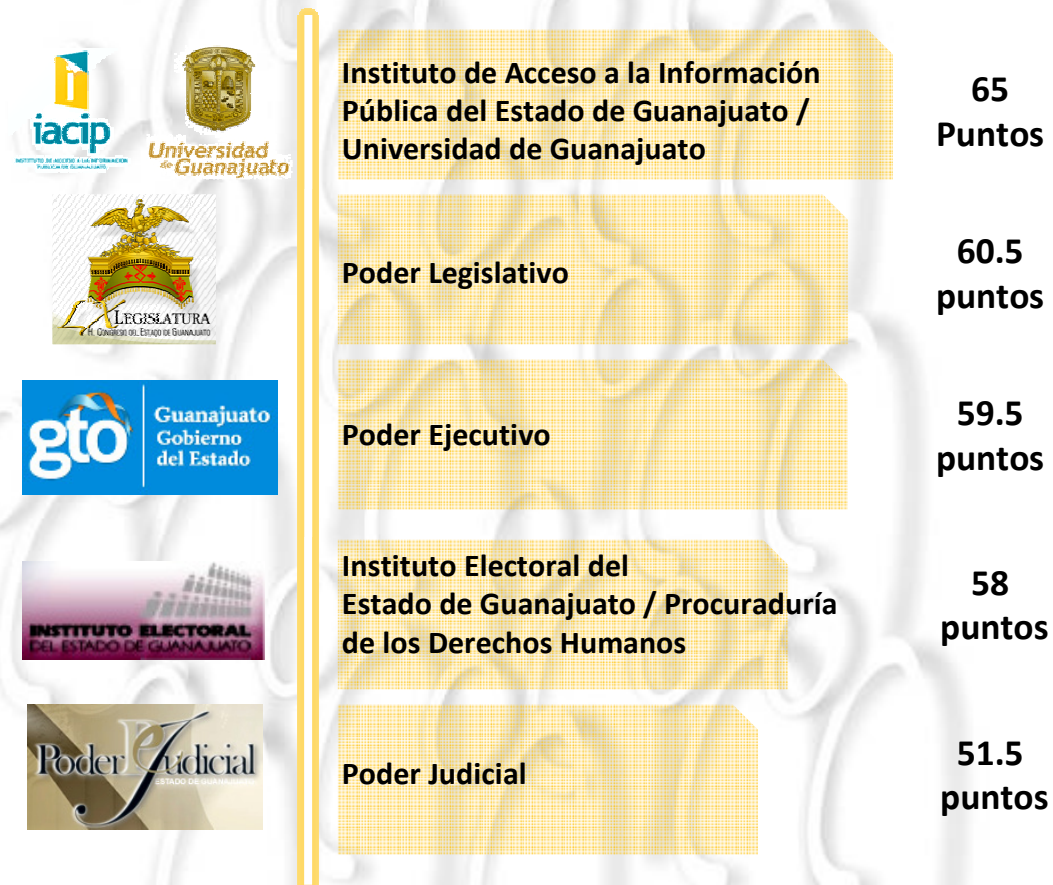 iacip
INSTITUTO DE ACCESO A LA INFORMACIÓN
PÚBLICA DE GUANAJUATO
Universidad
de Guanajuato
Instituto de Acceso a la Información
Pública del Estado de Guanajuato /
Universidad de Guanajuato
65
Puntos
LX LEGISLATURA
H. CONGRESO DEL ESTADO DE GUANAJUATO
Poder Legislativo
60.5
puntos
gto
Guanajuato
Gobierno
del Estado
Poder Ejecutivo
59.5
puntos
INSTITUTO ELECTORAL
DEL ESTADO DE GUANAJUATO
Instituto Electoral del
Estado de Guanajuato / Procuraduría
de los Derechos Humanos
58
puntos
Poder Judicial
ESTADO DE GUANAJUATO
Poder Judicial
51.5
puntos